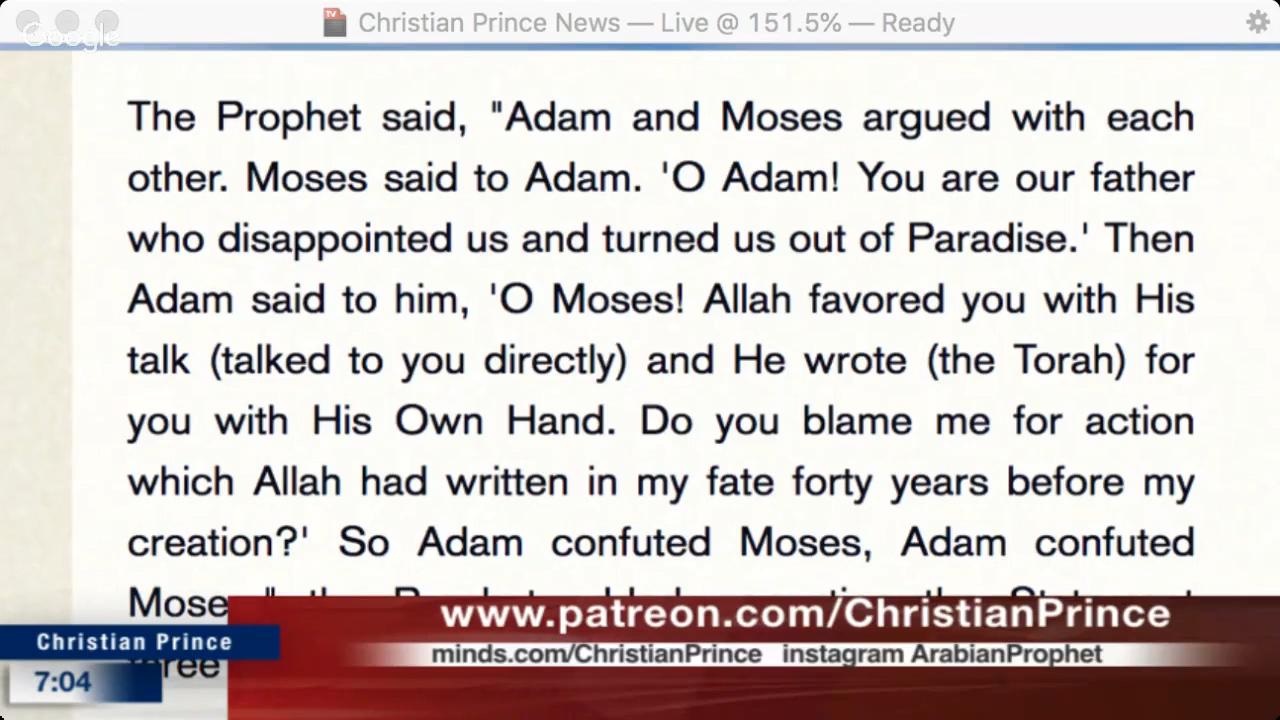 Christian Prince News — Live @ 151.5% — Ready
Google
The Prophet said, "Adam and Moses argued with each
other. Moses said to Adam. 'O Adam! You are our father
who disappointed us and turned us out of Paradise.' Then
Adam said to him, 'O Moses! Allah favored you with His
talk (talked to you directly) and He wrote (the Torah) for
you with His Own Hand. Do you blame me for action
which Allah had written in my fate forty years before my
creation?' So Adam confuted Moses, Adam confuted
three
www.patreon.com/ChristianPrince
Christian Prince
minds.com/ChristianPrince instagram ArabianProphet
7:04